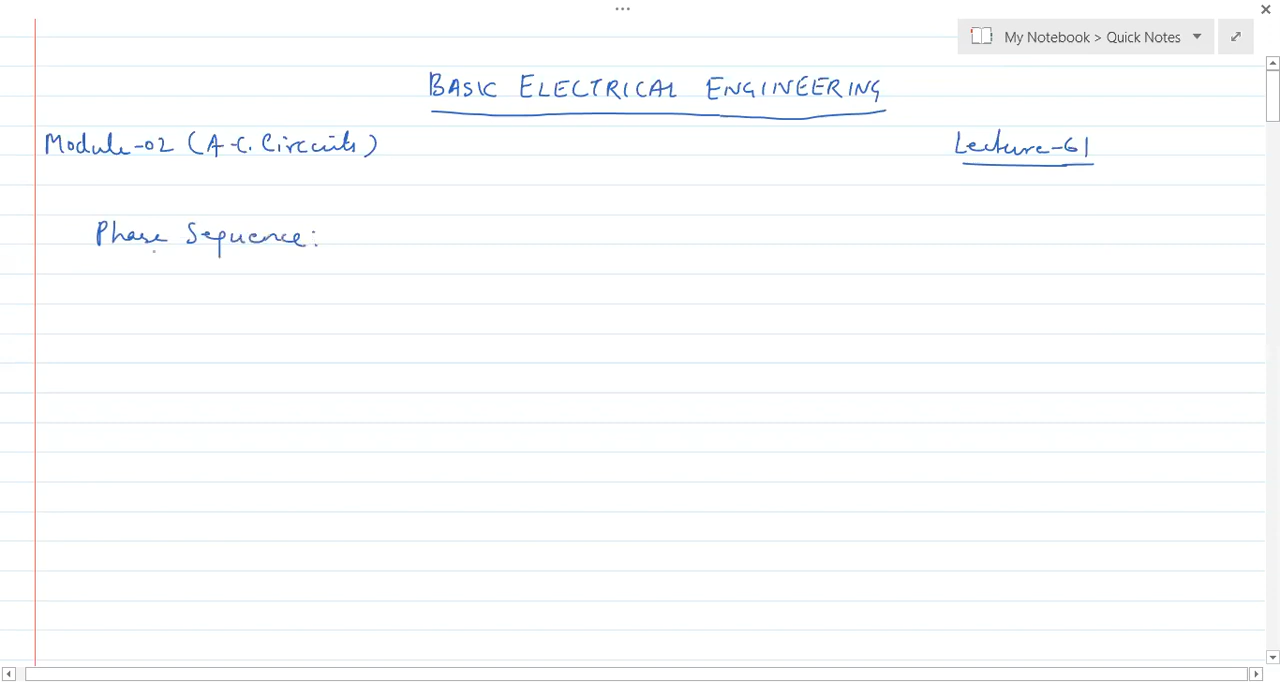 ...
My Notebook > Quick Notes
BASIC ELECTRICAL ENGINEERING
Module-02 (A-C. Circuits)
Lecture-61
Phase Sequence: